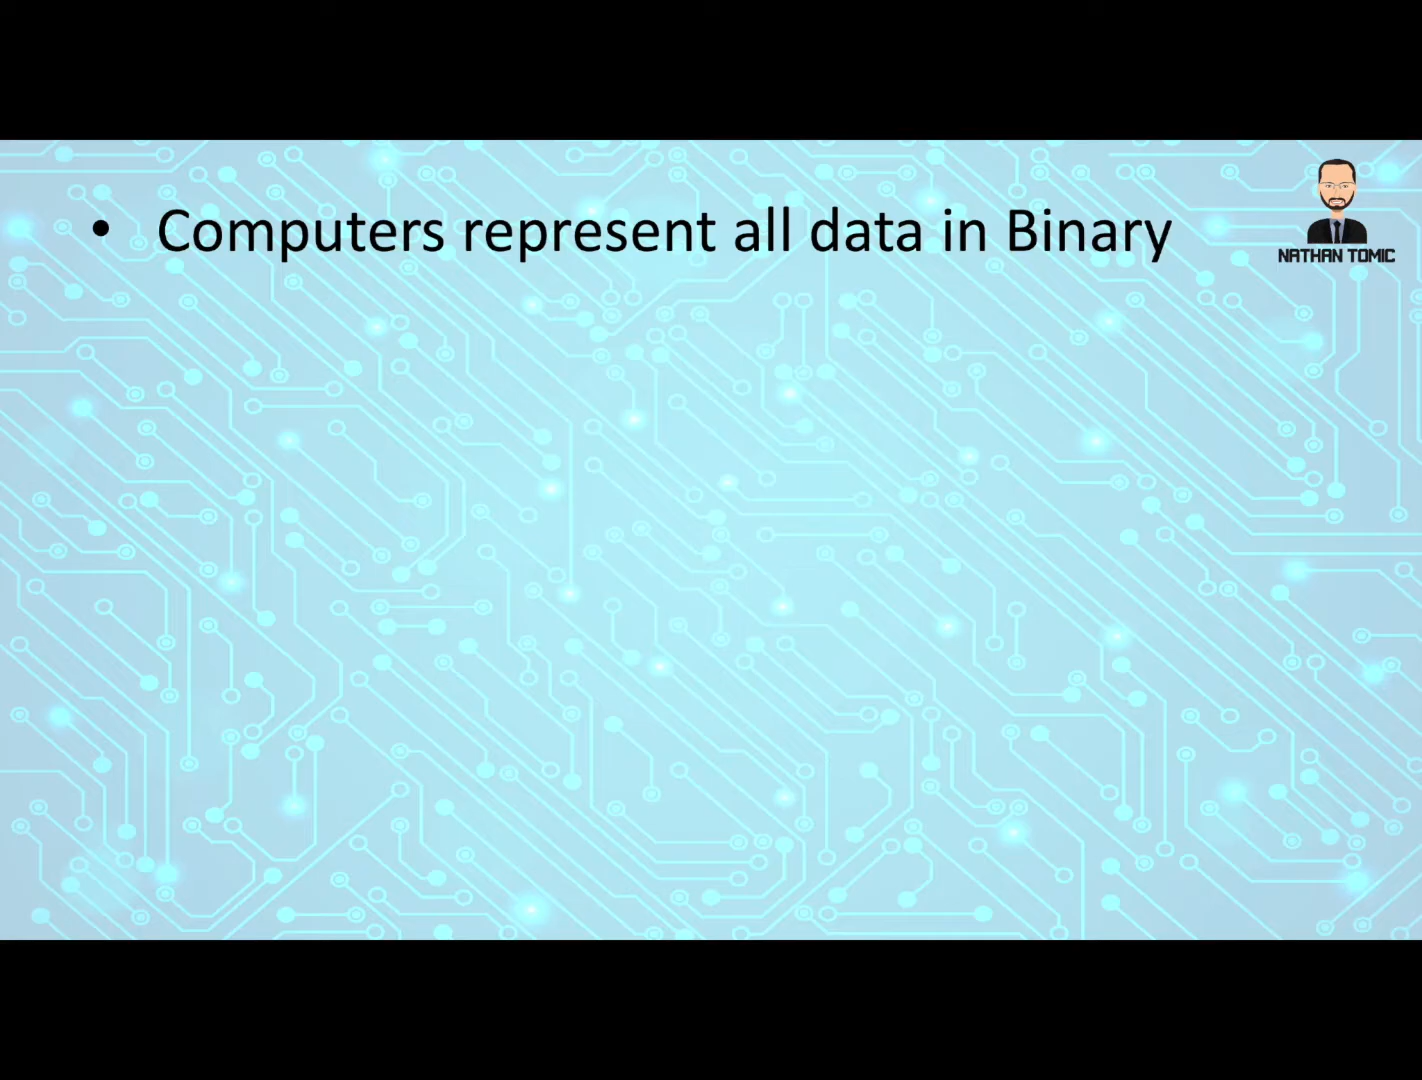 • Computers represent all data in Binary
NATHAN TOMIC